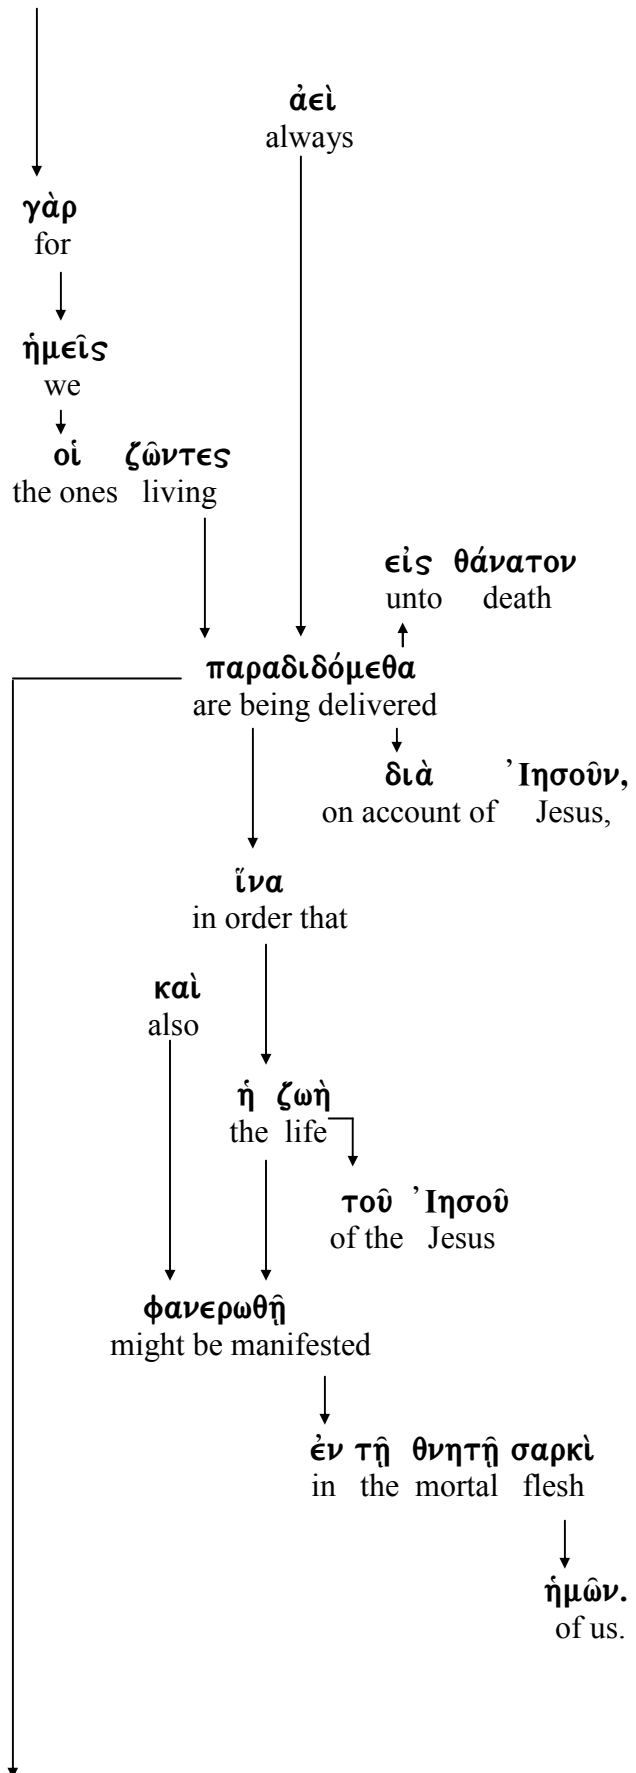 ἀεὶ
always
γὰρ
for
ἡμεῖς
we
οἱ ζῶντες
the ones living
εἰς θάνατον
unto death
παραδιδόμεθα
are being delivered
διὰ Ἰησοῦν,
on account of Jesus,
ἵνα
in order that
καὶ
also
ἡ ζωὴ
the life
τοῦ Ἰησοῦ
of the Jesus
φανερωθῇ
might be manifested
ἐν τῇ θνητῇ σαρκὶ
in the mortal flesh
ἡμῶν.
of us.